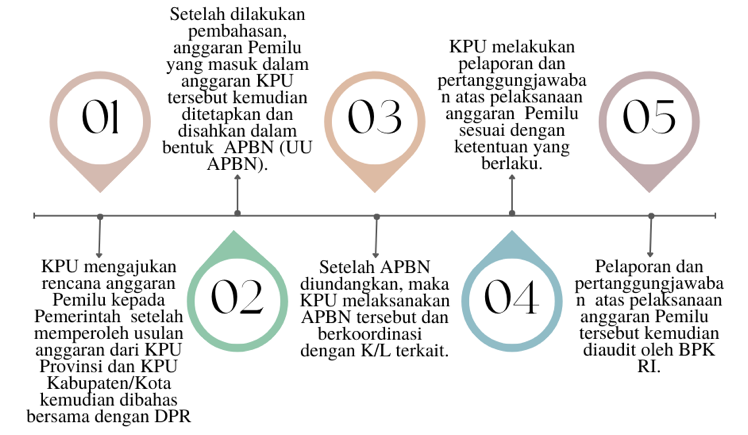 01
KPU mengajukan
rencana anggaran
Pemilu kepada
Pemerintah  setelah
memperoleh usulan
anggaran dari KPU
Provinsi dan KPU
Kabupaten/Kota
kemudian dibahas
bersama dengan DPR
Setelah dilakukan
pembahasan,
anggaran Pemilu
yang masuk dalam
anggaran KPU
tersebut kemudian
ditetapkan dan
disahkan dalam
bentuk  APBN (UU
APBN).
02
03
Setelah APBN
diundangkan, maka
KPU melaksanakan
APBN tersebut dan
berkoordinasi
dengan K/L terkait.
KPU melakukan
pelaporan dan
pertanggungjawaba
n atas pelaksanaan
anggaran  Pemilu
sesuai dengan
ketentuan yang
berlaku.
04
05
Pelaporan dan
pertanggungjawaba
n  atas pelaksanaan
anggaran Pemilu
tersebut kemudian
diaudit oleh BPK
RI.